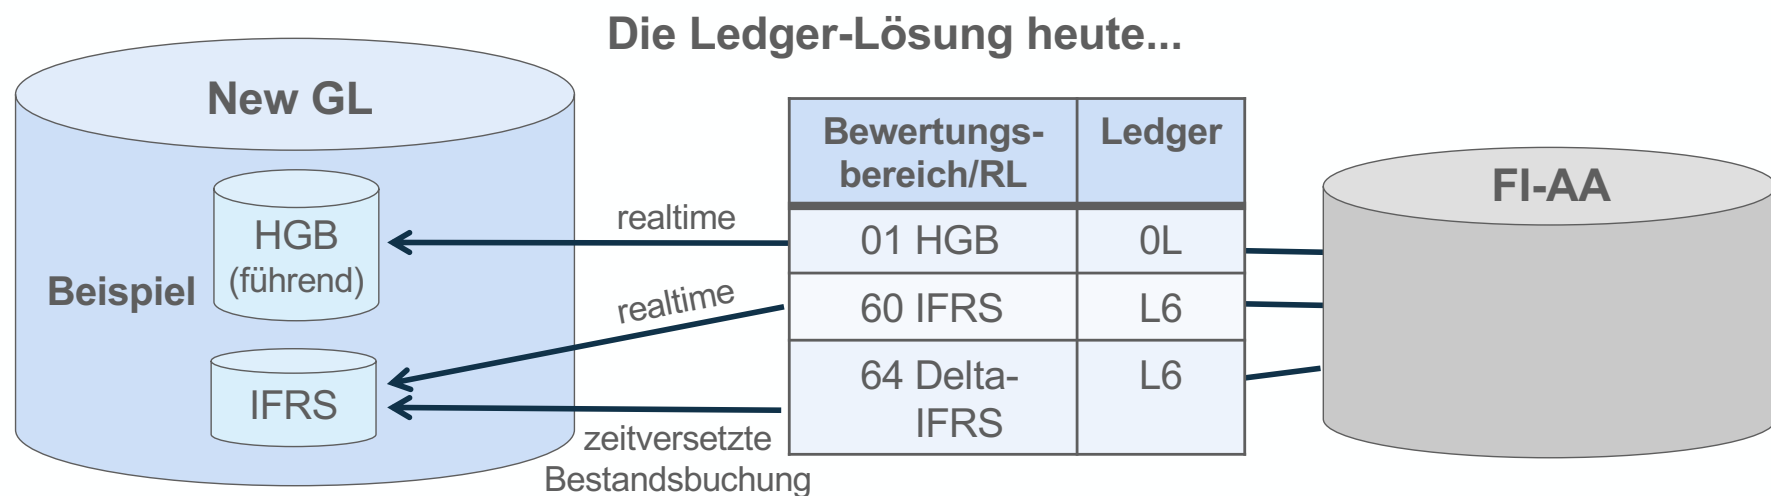 Die Ledger-Lösung heute...
New GL
HGB
(führend)
Beispiel
IFRS
realtime
realtime
zeitversetzte
Bestandsbuchung
Bewertungs-
bereich/RL
Ledger
01 HGB
0L
60 IFRS
L6
64 Delta-
IFRS
L6
FI-AA